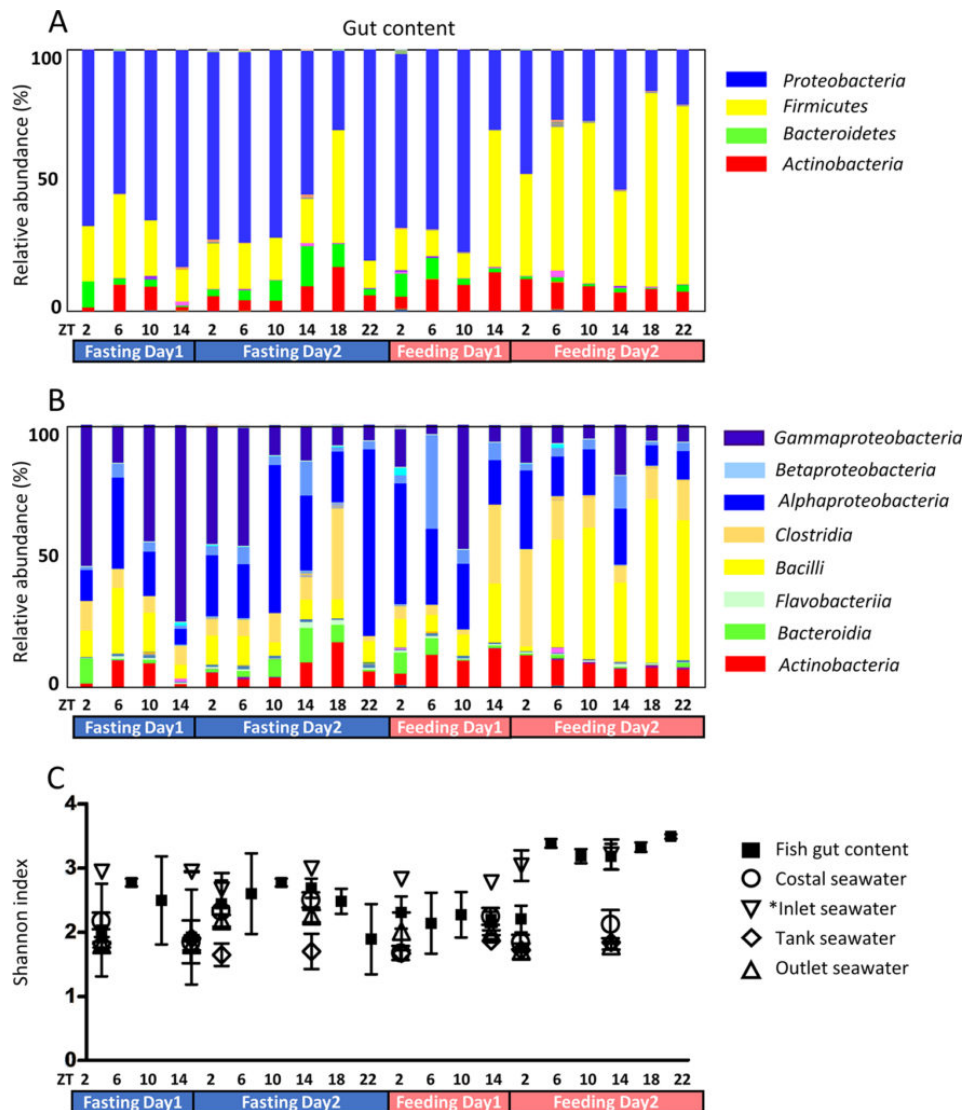 A
Gut content
Relative abundance (%)
100
50
0
Proteobacteria
Firmicutes
Bacteroidetes
Actinobacteria
ZT 2 6 10 14 2 6 10 14 18 22 2 6 10 14 2 6 10 14 18 22
Fasting Day1 Fasting Day2 Feeding Day1 Feeding Day2
B
Relative abundance (%)
100
50
0
Gammaproteobacteria
Betaproteobacteria
Alphaproteobacteria
Clostridia
Bacilli
Flavobacteriia
Bacteroidia
Actinobacteria
ZT 2 6 10 14 2 6 10 14 18 22 2 6 10 14 2 6 10 14 18 22
Fasting Day1 Fasting Day2 Feeding Day1 Feeding Day2
C
Shannon index
4
3
2
1
0
Fish gut content
Costal seawater
*Inlet seawater
Tank seawater
Outlet seawater
ZT 2 6 10 14 2 6 10 14 18 22 2 6 10 14 2 6 10 14 18 22
Fasting Day1 Fasting Day2 Feeding Day1 Feeding Day2